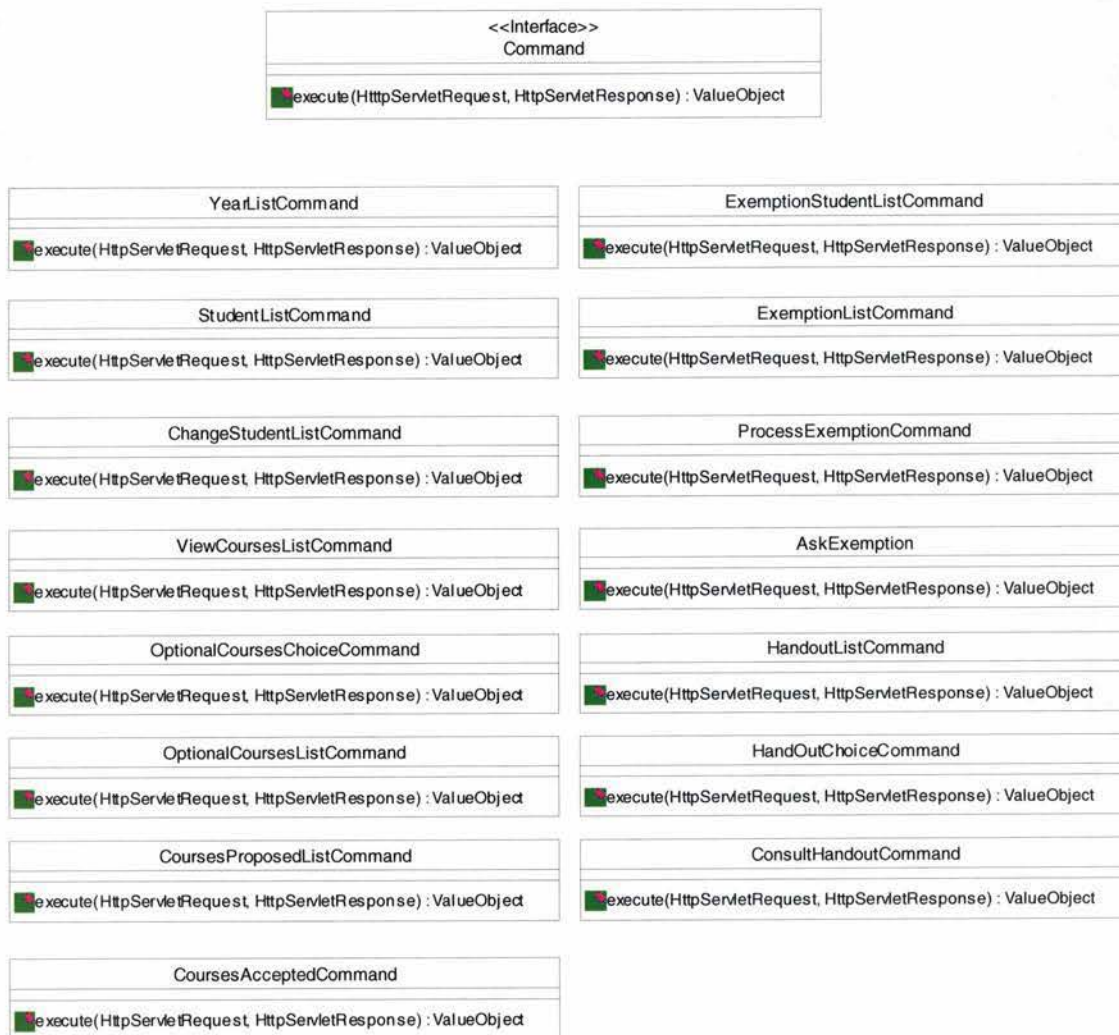 <<Interface>>
Command
execute(HtttpServletRequest, HttpServletResponse) : ValueObject
YearListCommand
execute(HttpServletRequest, HttpServletResponse) : ValueObject
StudentListCommand
execute(HttpServletRequest, HttpServletResponse) : ValueObject
ChangeStudentListCommand
execute(HttpServletRequest, HttpServletResponse) : ValueObject
ViewCoursesListCommand
execute(HttpServletRequest, HttpServletResponse) : ValueObject
OptionalCoursesChoiceCommand
execute(HttpServletRequest, HttpServletResponse) : ValueObject
OptionalCoursesListCommand
execute(HttpServletRequest, HttpServletResponse) : ValueObject
CoursesProposedListCommand
execute(HttpServletRequest, HttpServletResponse) : ValueObject
CoursesAcceptedCommand
execute(HttpServletRequest, HttpServletResponse) : ValueObject
ExemptionStudentListCommand
execute(HttpServletRequest, HttpServletResponse) : ValueObject
ExemptionListCommand
execute(HttpServletRequest, HttpServletResponse) : ValueObject
ProcessExemptionCommand
execute(HttpServletRequest, HttpServletResponse) : ValueObject
AskExemption
execute(HttpServletRequest, HttpServletResponse) : ValueObject
HandoutListCommand
execute(HttpServletRequest, HttpServletResponse) : ValueObject
HandOutChoiceCommand
execute(HttpServletRequest, HttpServletResponse) : ValueObject
ConsultHandoutCommand
execute(HttpServletRequest, HttpServletResponse) : ValueObject